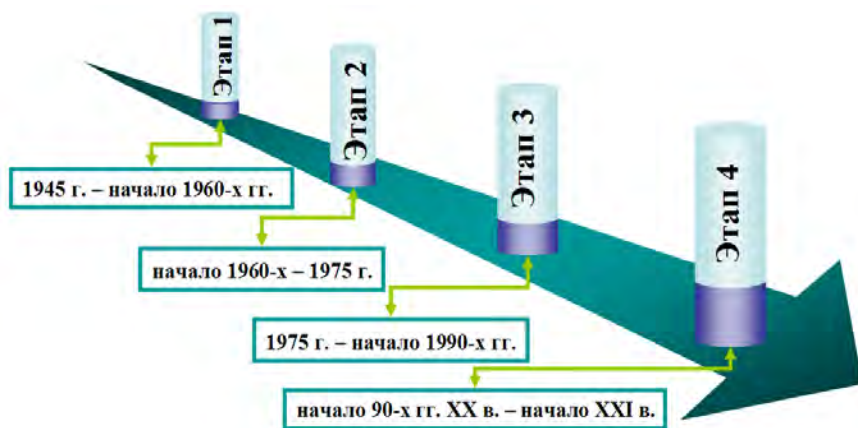 Этап 1
1945 г. – начало 1960-х гг.
Этап 2
начало 1960-х – 1975 г.
Этап 3
1975 г. – начало 1990-х гг.
Этап 4
начало 90-х гг. XX в. – начало XXI в.